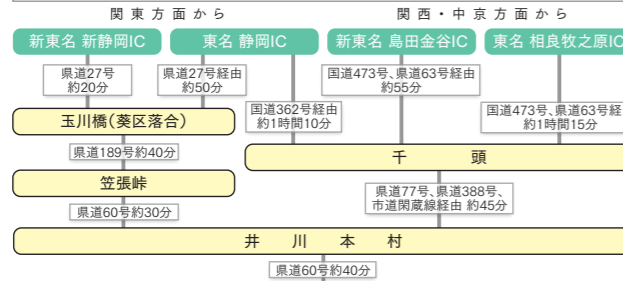 関東方面から
関西・中京方面から
新東名 新静岡IC
東名 静岡IC
新東名 島田金谷IC
東名 相良牧之原IC
県道27号
約20分
県道27号経由
約50分
国道362号経由
約1時間10分
国道473号、県道63号経由
約55分
国道473号、県道63号経
約1時間15分
玉川橋(葵区落合)
県道189号約40分
千頭
笠張峠
県道77号、県道388号、
市道閑蔵線経由 約45分
県道60号約30分
井川本村
県道60号約40分